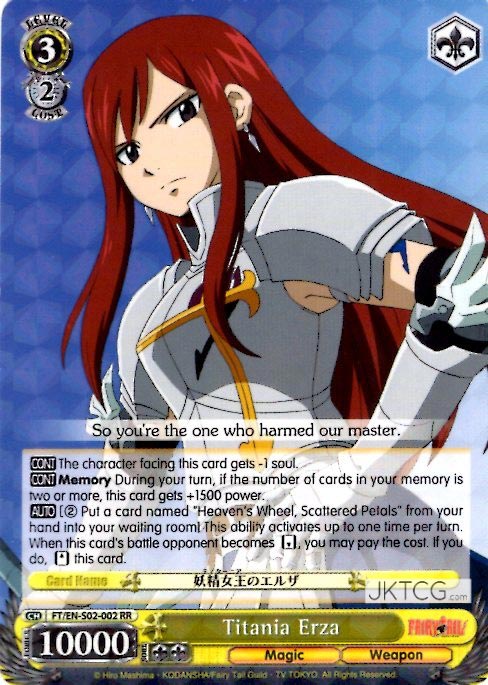 LEVEL
3
2
COST
So you're the one who harmed our master.
CONT The character facing this card gets -1 soul.
CONT Memory During your turn, if the number of cards in your memory is
two or more, this card gets +1500 power.
AUTO [② Put a card named "Heaven's Wheel, Scattered Petals" from your
hand into your waiting room] This ability activates up to one time per turn.
When this card's battle opponent becomes [▾], you may pay the cost. If you
do, [▴] this card.
Card Name
妖精女王のエルザ
JKTCG.com
CH FT/EN-S02-002 RR
POWER
10000
SOUL
Titania Erza
FAIRY TAIL
Magic
Weapon
© Hiro Mashima・KODANSHA/Fairy Tail Guild・TV TOKYO. All Rights Reserved.